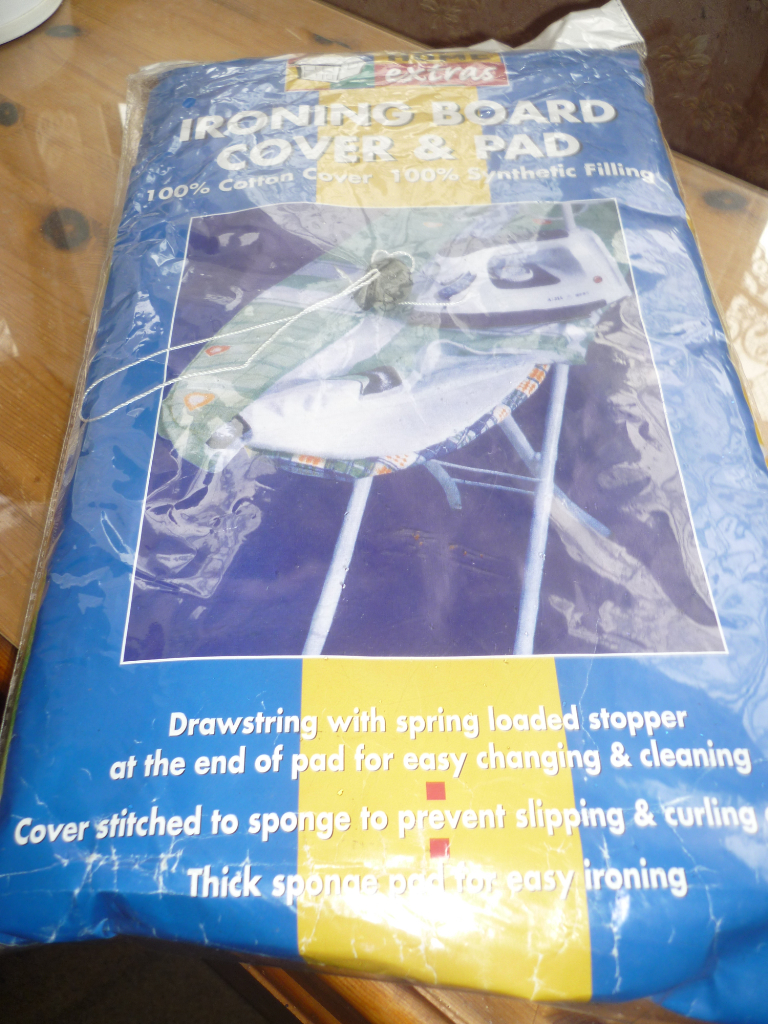 extras
IRONING BOARD
COVER & PAD
100% Cotton Cover 100% Synthetic Filling
Drawstring with spring loaded stopper
at the end of pad for easy changing & cleaning
Cover stitched to sponge to prevent slipping & curling
Thick sponge pad for easy ironing